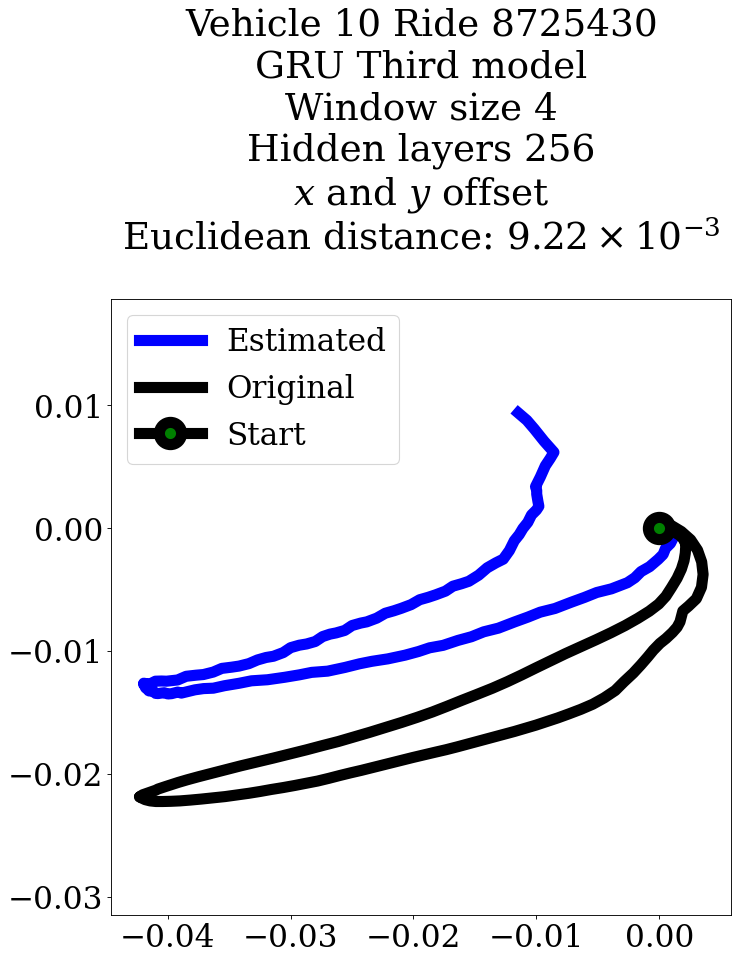 Vehicle 10 Ride 8725430
GRU Third model
Window size 4
Hidden layers 256
x and y offset
Euclidean distance: 9.22 × 10⁻³
Estimated
Original
Start
0.01
0.00
−0.01
−0.02
−0.03
−0.04 −0.03 −0.02 −0.01 0.00